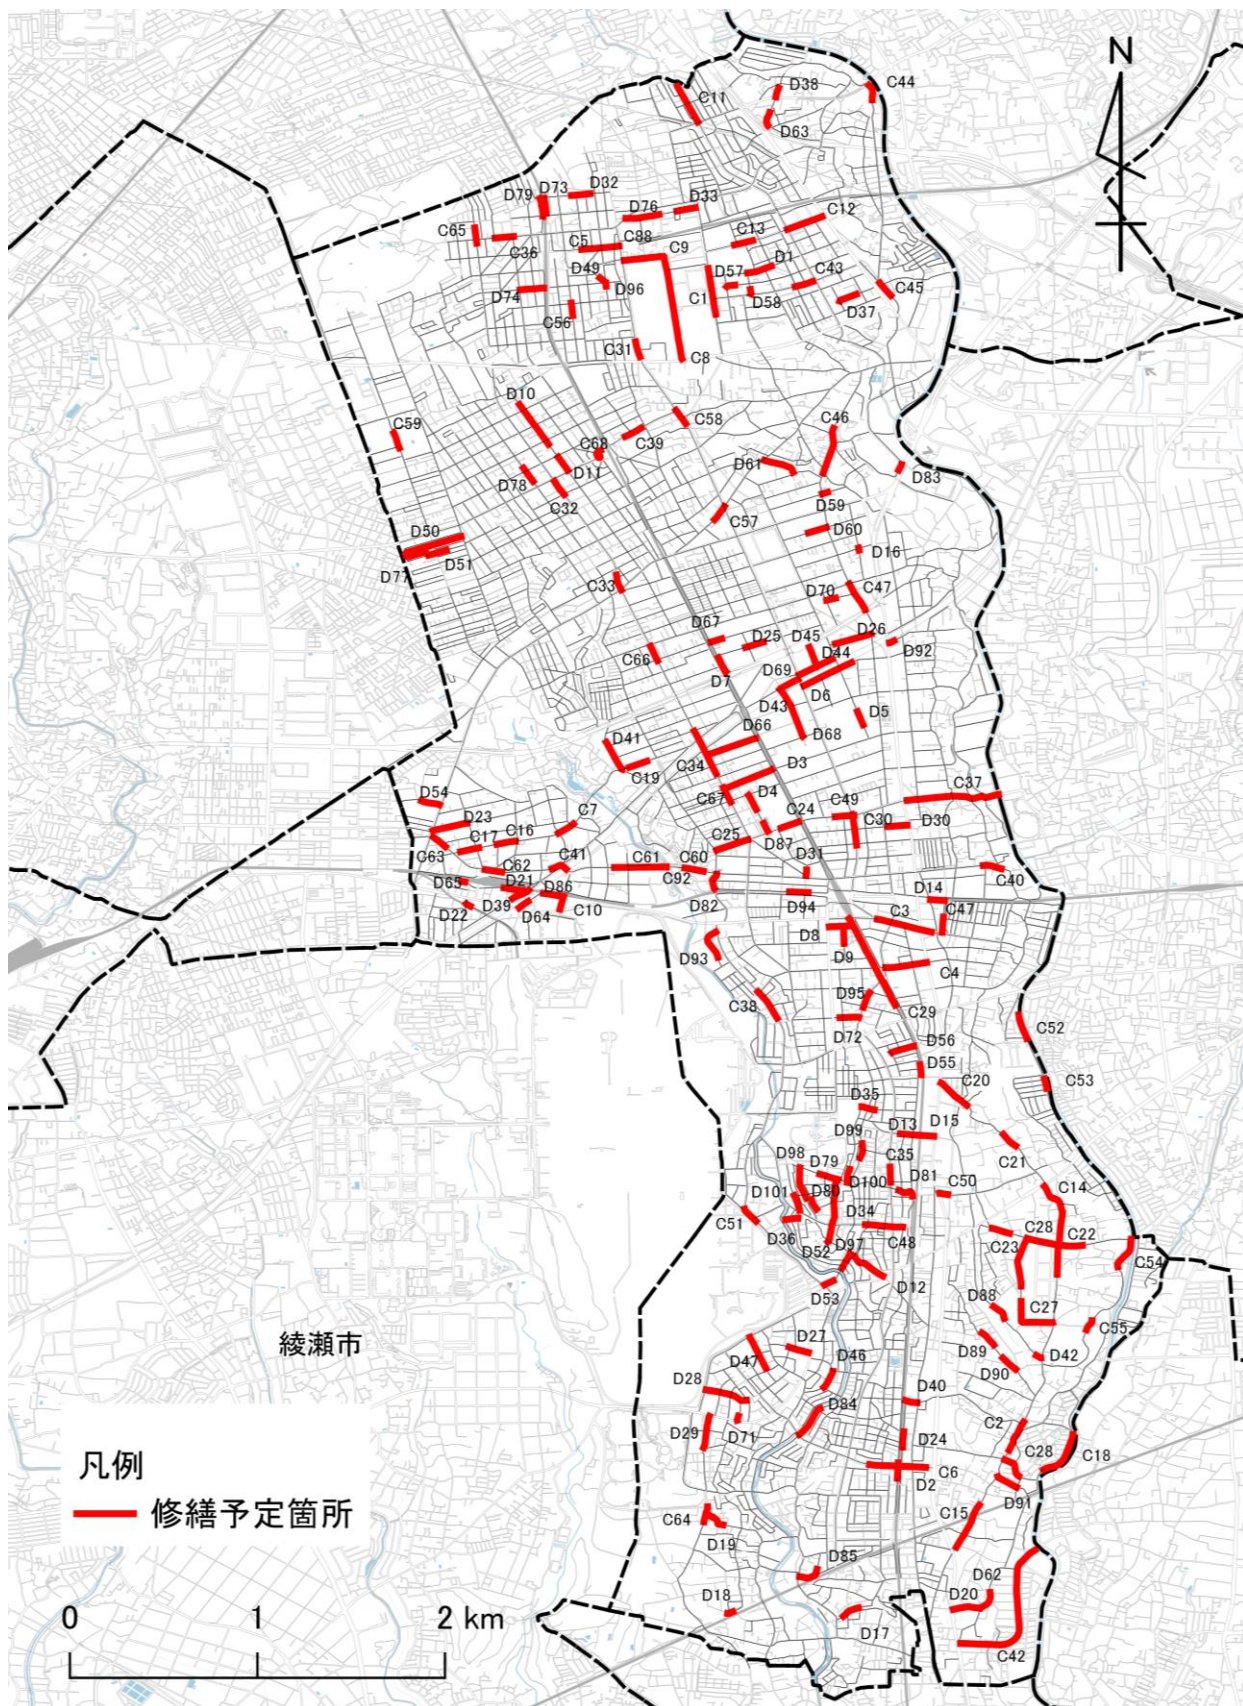 N
D38
C44
C11
D63
D79
D73
D32
D76
D33
C12
C65
C36
C5
C88
C9
C13
D1
D49
D96
D57
C43
C45
D74
C1
D58
D37
C56
C31
C8
D10
C58
C46
C59
C68
C39
D11
D61
D83
D78
C32
D59
C57
D50
D60
D51
D77
D16
C33
D70
C47
D67
D25
D45
D26
D92
C66
D44
D7
D69
D6
D43
D5
D41
D66
D68
C34
D3
C19
C67
D4
C37
D54
C7
C24
C49
D23
C17
C16
C30
D30
C25
D87
C63
C62
C41
C61
C60
D31
C40
D65
D21
D86
C92
D14
D22
D39
D64
C10
D82
D94
C3
C47
D8
D93
D9
C4
C38
D95
C29
D72
C52
D56
D55
C20
C53
D35
D99
D13
D15
C21
D98
D79
C35
D81
D101
D80
D100
C50
C14
C51
D34
D36
C28
C22
D52
D97
C48
C23
C54
D12
D53
D88
C27
綾瀬市
C55
D27
D89
D42
D47
D46
D90
D28
D40
D84
C2
D29
D71
D24
C28
C18
凡例
C6
D2
D91
修繕予定箇所
C64
D19
C15
D85
D62
D20
D18
D17
0
1
2 km
C42